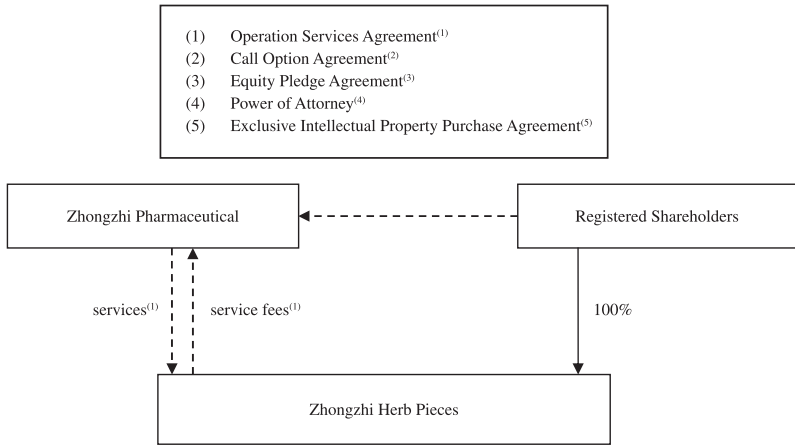 (1) Operation Services Agreement(1)
(2) Call Option Agreement(2)
(3) Equity Pledge Agreement(3)
(4) Power of Attorney(4)
(5) Exclusive Intellectual Property Purchase Agreement(5)
Zhongzhi Pharmaceutical
Registered Shareholders
services(1)
service fees(1)
100%
Zhongzhi Herb Pieces